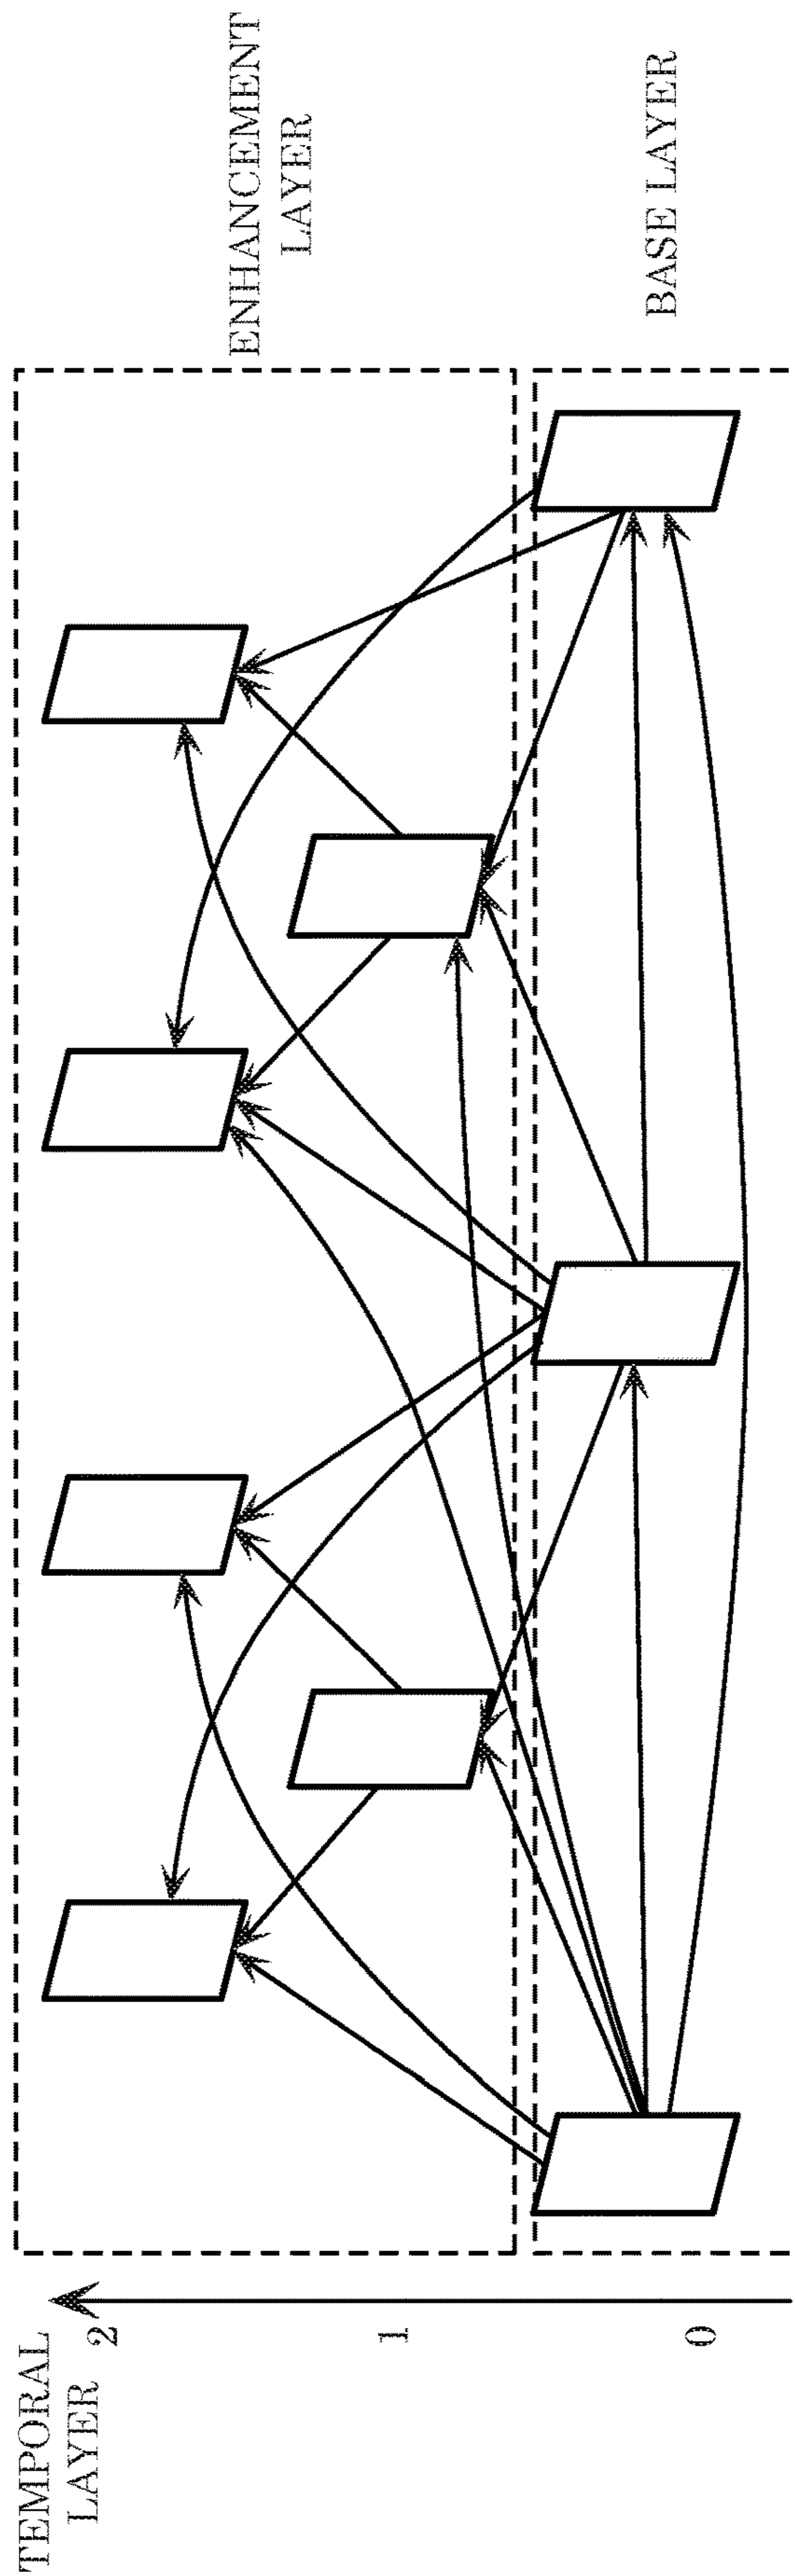 TEMPORAL
LAYER
2
1
0
ENHANCEMENT
LAYER
BASE LAYER